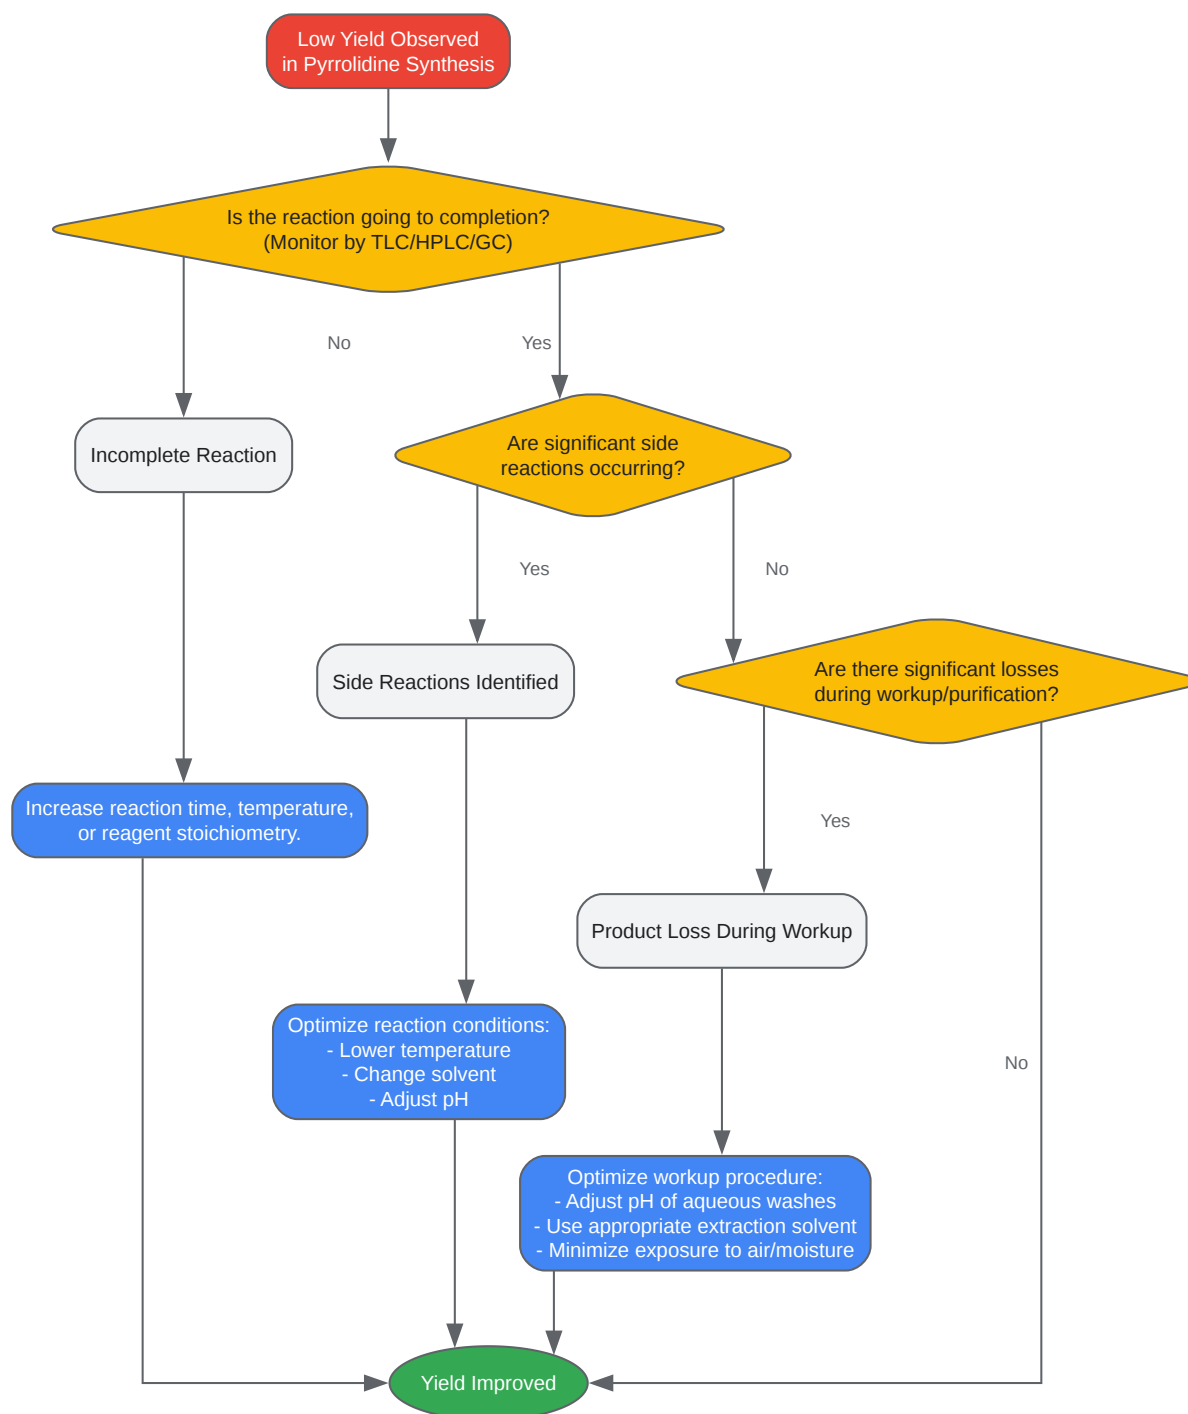 Low Yield Observed
in Pyrrolidine Synthesis
Is the reaction going to completion?
(Monitor by TLC/HPLC/GC)
No
Yes
Incomplete Reaction
Are significant side
reactions occurring?
Yes
No
Side Reactions Identified
Are there significant losses
during workup/purification?
Increase reaction time, temperature,
or reagent stoichiometry.
Yes
Product Loss During Workup
Optimize reaction conditions:
- Lower temperature
- Change solvent
- Adjust pH
No
Optimize workup procedure:
- Adjust pH of aqueous washes
- Use appropriate extraction solvent
- Minimize exposure to air/moisture
Yield Improved